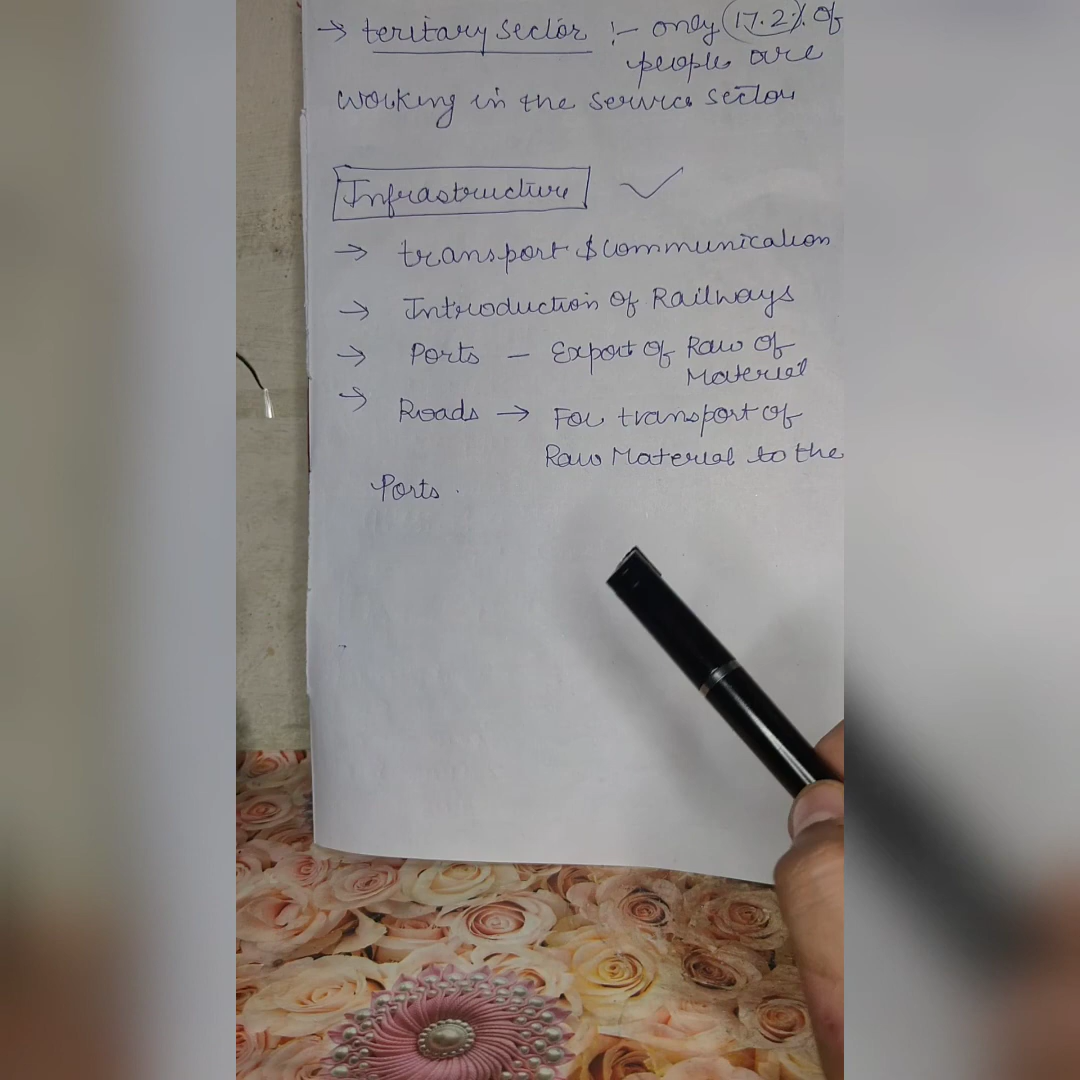 → teritary sector :- only 17.2% of
people are
working in the service sector
Infrastructure ✓
→ transport & communication
→ Introduction of Railways
→ Ports - Export of Raw of
Material
→ Roads → For transport of
Raw Material to the
Ports.